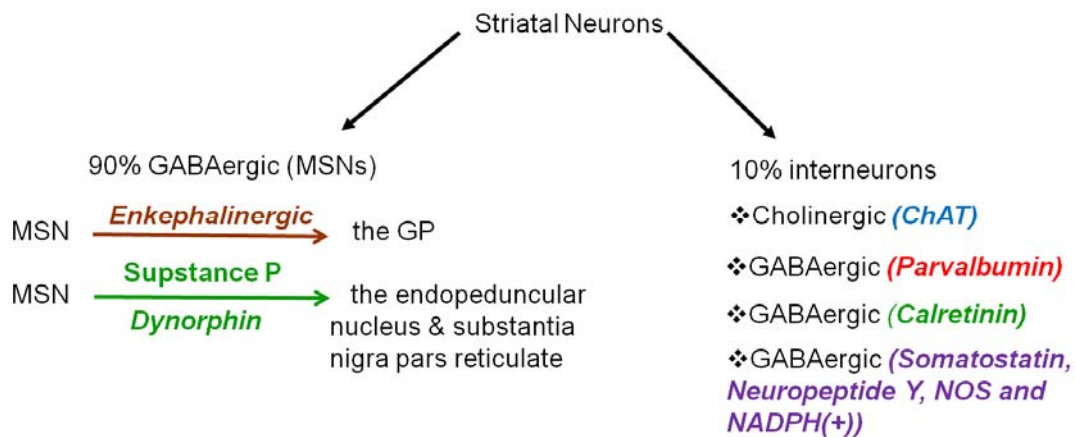 Striatal Neurons
90% GABAergic (MSNs)
MSN Enkephalinergic the GP
MSN Supstance P the endopeduncular
Dynorphin nucleus & substantia
nigra pars reticulate
10% interneurons
❖Cholinergic (ChAT)
❖GABAergic (Parvalbumin)
❖GABAergic (Calretinin)
❖GABAergic (Somatostatin,
Neuropeptide Y, NOS and
NADPH(+))